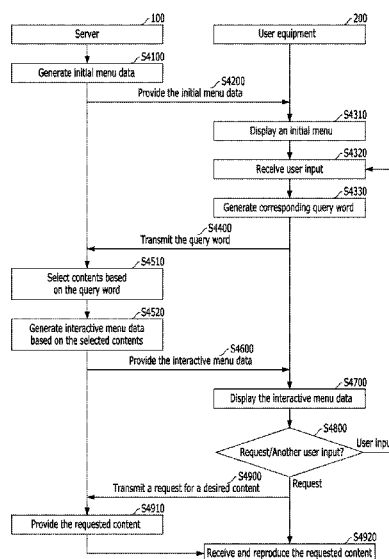 100
200
Server
User equipment
S4100
Generate initial menu data
S4200
Provide the initial menu data
S4310
Display an initial menu
S4320
Receive user input
S4330
Generate corresponding query word
S4400
Transmit the query word
S4510
Select contents based
on the query word
S4520
Generate interactive menu data
based on the selected contents
S4600
Provide the interactive menu data
S4700
Display the interactive menu data
S4800
Request/Another user input?
User input
S4900
Request
Transmit a request for a desired content
S4910
Provide the requested content
S4920
Receive and reproduce the requested content